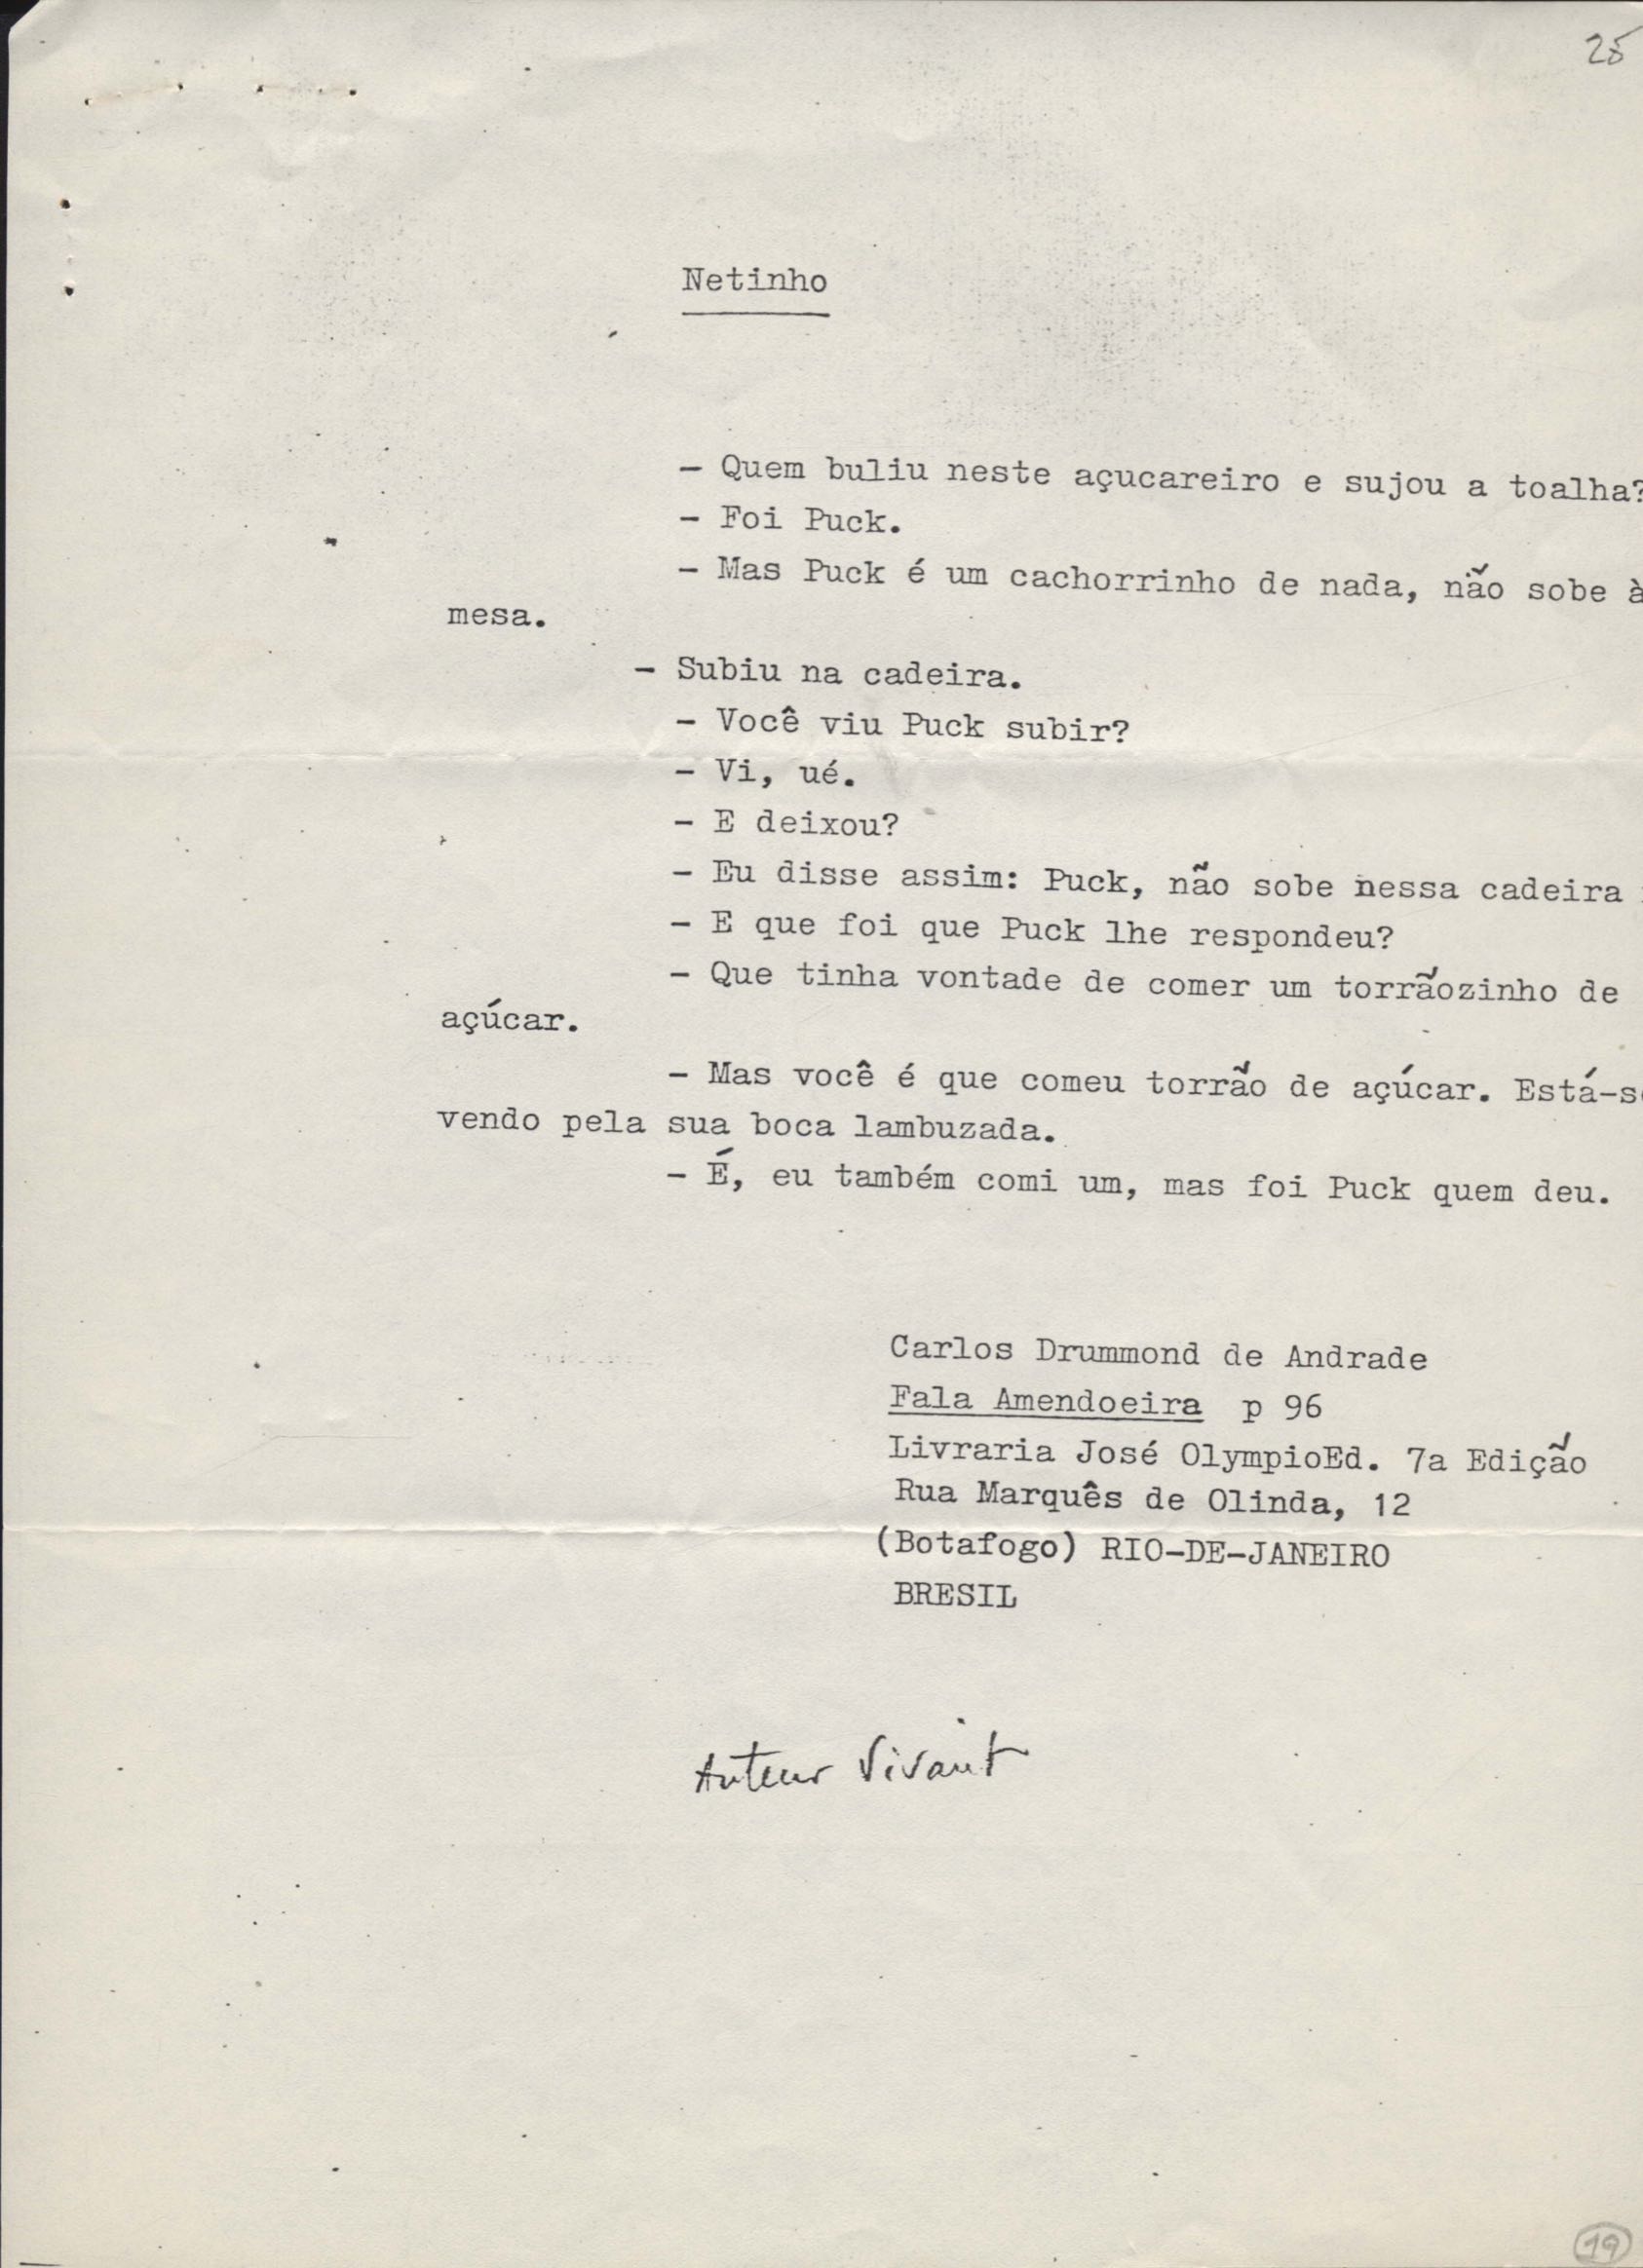 25
Netinho
- Quem buliu neste açucareiro e sujou a toalha?
- Foi Puck.
- Mas Puck é um cachorrinho de nada, não sobe à
mesa.
- Subiu na cadeira.
- Você viu Puck subir?
- Vi, ué.
- E deixou?
- Eu disse assim: Puck, não sobe nessa cadeira
- E que foi que Puck lhe respondeu?
- Que tinha vontade de comer um torrãozinho de
açúcar.
- Mas você é que comeu torrão de açúcar. Está-se
vendo pela sua boca lambuzada.
- É, eu também comi um, mas foi Puck quem deu.
Carlos Drummond de Andrade
Fala Amendoeira p 96
Livraria José OlympioEd. 7a Edição
Rua Marquês de Olinda, 12
(Botafogo) RIO-DE-JANEIRO
BRESIL
Auteur Vivant
19